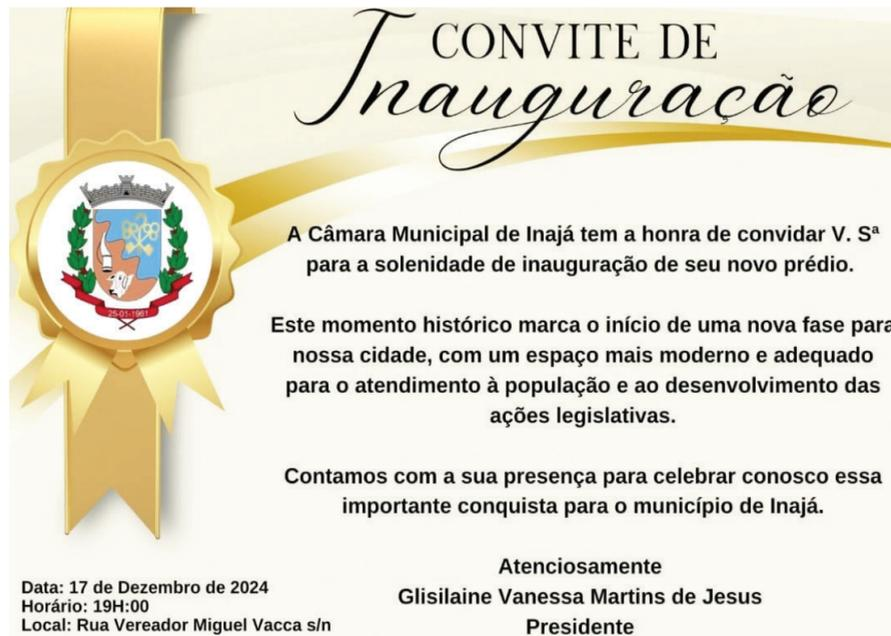 CONVITE DE
Inauguração
A Câmara Municipal de Inajá tem a honra de convidar V. Sª
para a solenidade de inauguração de seu novo prédio.
Este momento histórico marca o início de uma nova fase para
nossa cidade, com um espaço mais moderno e adequado
para o atendimento à população e ao desenvolvimento das
ações legislativas.
Contamos com a sua presença para celebrar conosco essa
importante conquista para o município de Inajá.
Atenciosamente
Glisilaine Vanessa Martins de Jesus
Presidente
25-01-1961
Data: 17 de Dezembro de 2024
Horário: 19H:00
Local: Rua Vereador Miguel Vacca s/n